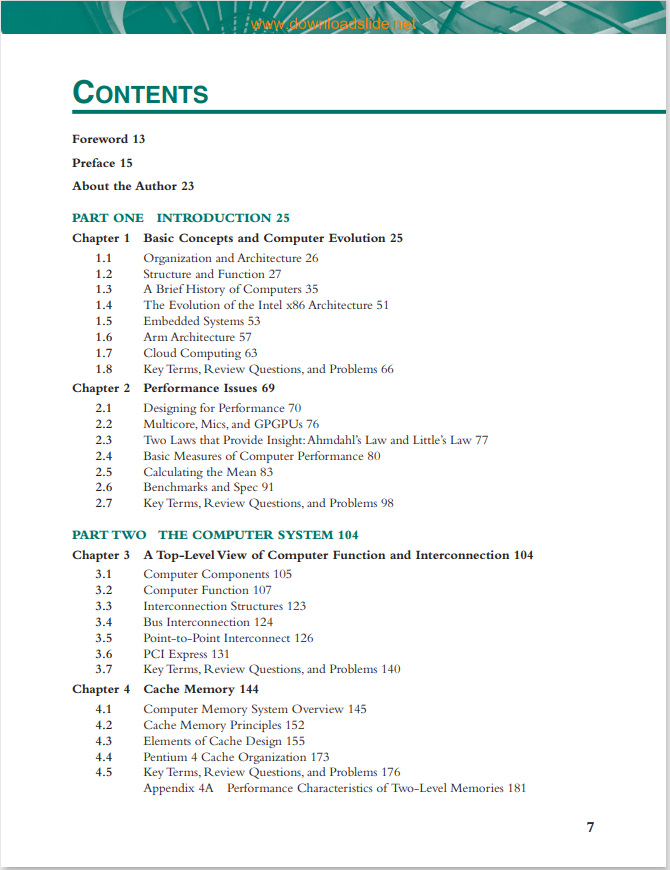 www.downloadslide.net
CONTENTS
Foreword 13
Preface 15
About the Author 23
PART ONE INTRODUCTION 25
Chapter 1 Basic Concepts and Computer Evolution 25
1.1 Organization and Architecture 26
1.2 Structure and Function 27
1.3 A Brief History of Computers 35
1.4 The Evolution of the Intel x86 Architecture 51
1.5 Embedded Systems 53
1.6 Arm Architecture 57
1.7 Cloud Computing 63
1.8 Key Terms, Review Questions, and Problems 66
Chapter 2 Performance Issues 69
2.1 Designing for Performance 70
2.2 Multicore, Mics, and GPGPUs 76
2.3 Two Laws that Provide Insight: Ahmdahl's Law and Little's Law 77
2.4 Basic Measures of Computer Performance 80
2.5 Calculating the Mean 83
2.6 Benchmarks and Spec 91
2.7 Key Terms, Review Questions, and Problems 98
PART TWO THE COMPUTER SYSTEM 104
Chapter 3 A Top-Level View of Computer Function and Interconnection 104
3.1 Computer Components 105
3.2 Computer Function 107
3.3 Interconnection Structures 123
3.4 Bus Interconnection 124
3.5 Point-to-Point Interconnect 126
3.6 PCI Express 131
3.7 Key Terms, Review Questions, and Problems 140
Chapter 4 Cache Memory 144
4.1 Computer Memory System Overview 145
4.2 Cache Memory Principles 152
4.3 Elements of Cache Design 155
4.4 Pentium 4 Cache Organization 173
4.5 Key Terms, Review Questions, and Problems 176
Appendix 4A Performance Characteristics of Two-Level Memories 181
7